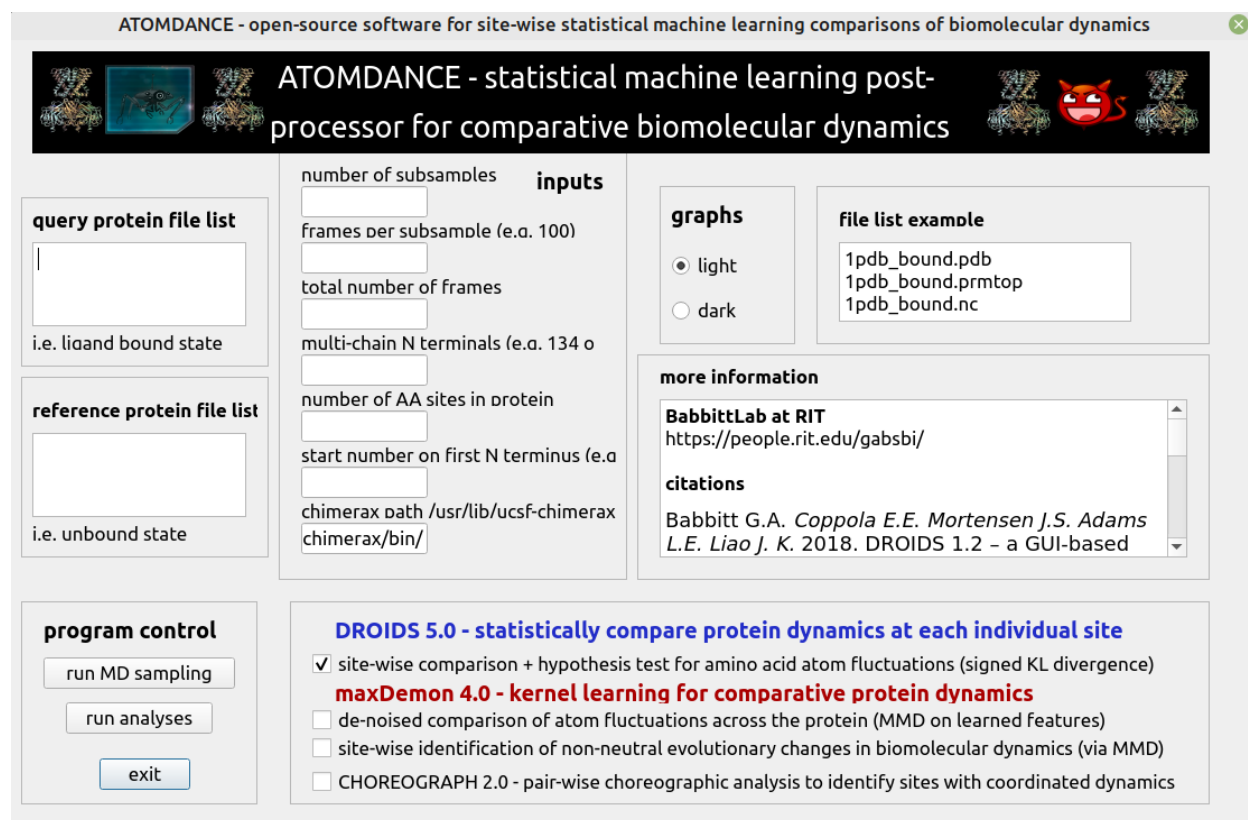 ATOMDANCE - open-source software for site-wise statistical machine learning comparisons of biomolecular dynamics
ATOMDANCE - statistical machine learning post-
processor for comparative biomolecular dynamics
query protein file list
i.e. ligand bound state
reference protein file list
i.e. unbound state
inputs
number of subsamples
frames per subsample (e.g. 100)
total number of frames
multi-chain N terminals (e.g. 134 o
number of AA sites in protein
start number on first N terminus (e.g
chimerax path /usr/lib/ucsf-chimerax
chimerax/bin/
graphs
light
dark
file list example
1pdb_bound.pdb
1pdb_bound.prmtop
1pdb_bound.nc
more information
BabbittLab at RIT
https://people.rit.edu/gabsbi/
citations
Babbitt G.A. Coppola E.E. Mortensen J.S. Adams
L.E. Liao J. K. 2018. DROIDS 1.2 – a GUI-based
program control
run MD sampling
run analyses
exit
DROIDS 5.0 - statistically compare protein dynamics at each individual site
site-wise comparison + hypothesis test for amino acid atom fluctuations (signed KL divergence)
maxDemon 4.0 - kernel learning for comparative protein dynamics
de-noised comparison of atom fluctuations across the protein (MMD on learned features)
site-wise identification of non-neutral evolutionary changes in biomolecular dynamics (via MMD)
CHOREOGRAPH 2.0 - pair-wise choreographic analysis to identify sites with coordinated dynamics